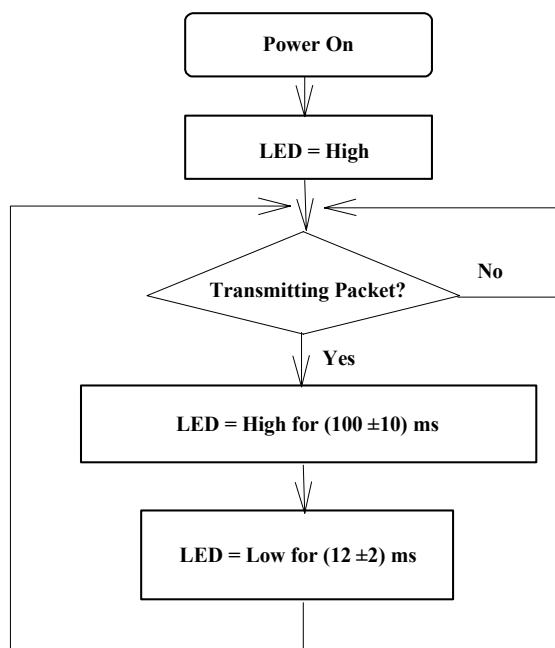 Power On
LED = High
Transmitting Packet?
No
Yes
LED = High for (100 ±10) ms
LED = Low for (12 ±2) ms